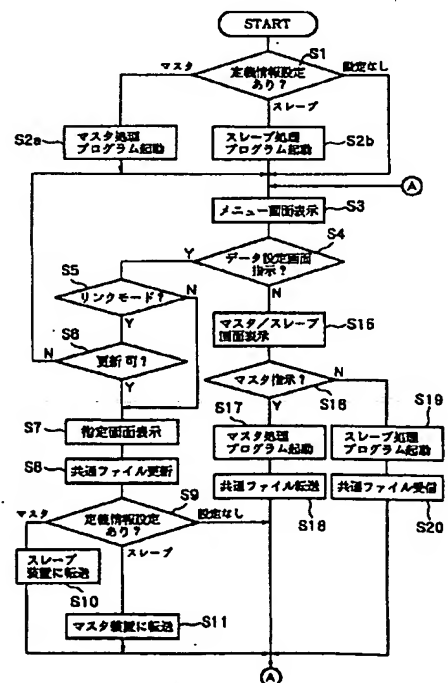 START
S1
マスタ
定義情報設定
あり？
設定なし
スレーブ
S2a
マスタ処理
プログラム起動
スレーブ処理
プログラム起動
S2b
A
メニュー画面表示
S3
S4
データ設定画面
指示？
Y
N
S5
リンクモード？
N
Y
S6
更新可？
N
Y
マスタ／スレーブ
画面表示
S15
マスタ指示？
S16
N
Y
S7
指定画面表示
S17
マスタ処理
プログラム起動
S19
スレーブ処理
プログラム起動
S8
共通ファイル更新
共通ファイル転送
S18
共通ファイル受信
S20
S9
マスタ
定義情報設定
あり？
設定なし
スレーブ
スレーブ
装置に転送
S10
マスタ装置に転送
S11
A